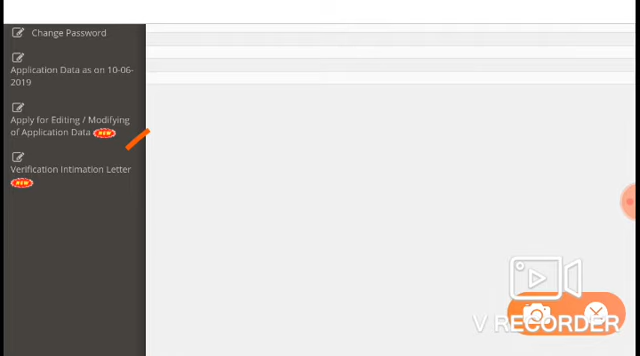 Change Password
Application Data as on 10-06-
2019
Apply for Editing / Modifying
of Application Data NEW
Verification Intimation Letter
NEW
V RECORDER